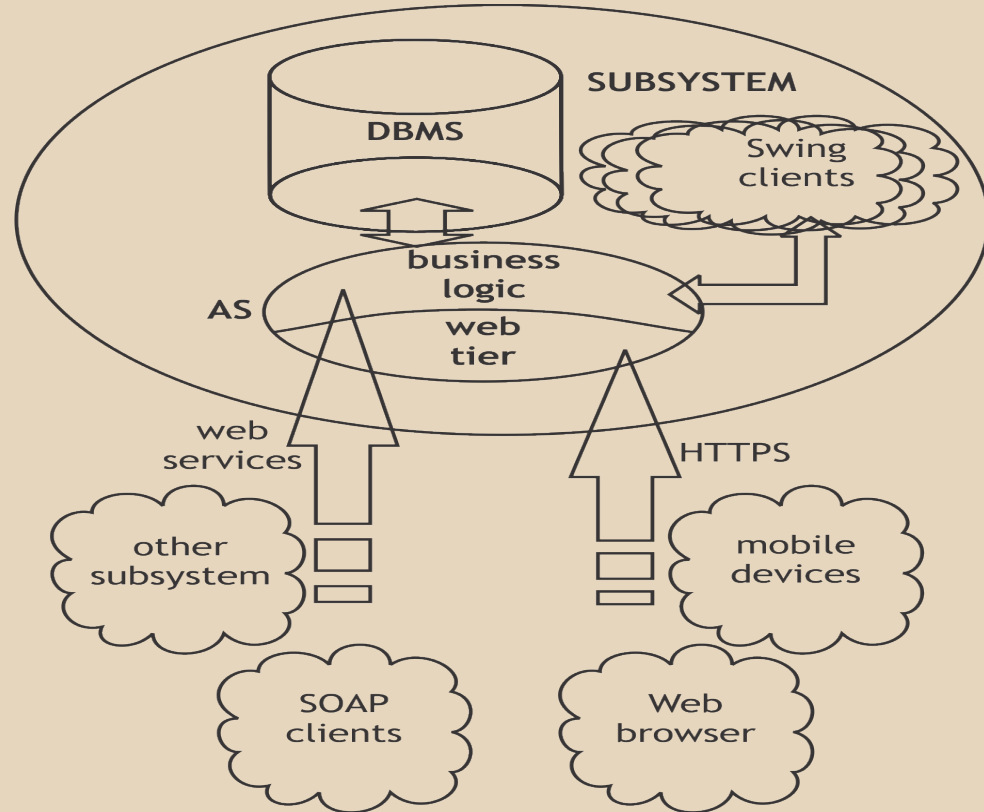 SUBSYSTEM
DBMS
Swing
clients
business
logic
AS
web
tier
web
services
HTTPS
other
subsystem
mobile
devices
SOAP
clients
Web
browser